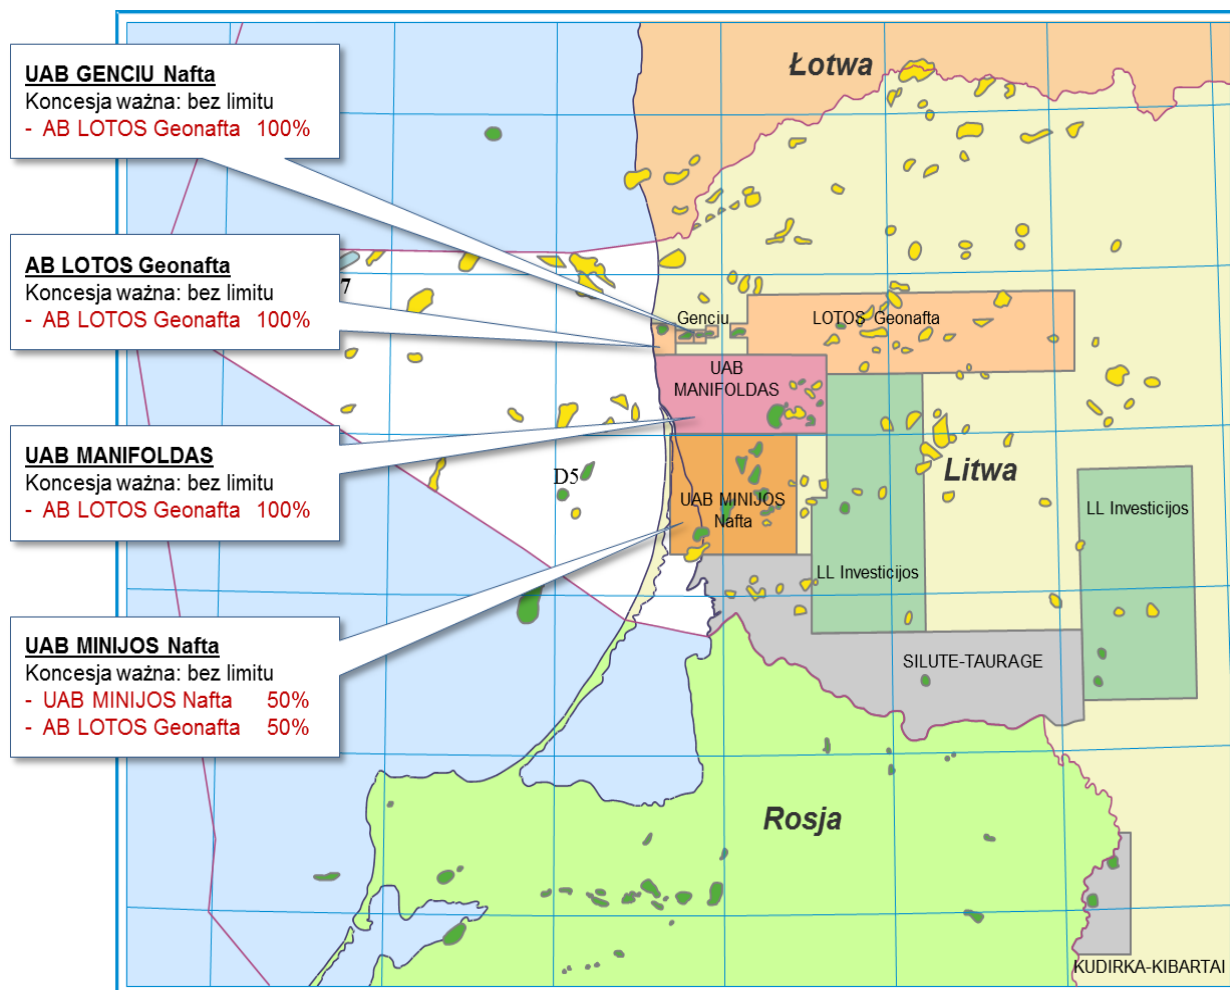 UAB GENCIU Nafta
Koncesja ważna: bez limitu
- AB LOTOS Geonafta 100%
AB LOTOS Geonafta
Koncesja ważna: bez limitu
- AB LOTOS Geonafta 100%
UAB MANIFOLDAS
Koncesja ważna: bez limitu
- AB LOTOS Geonafta 100%
UAB MINIJOS Nafta
Koncesja ważna: bez limitu
- UAB MINIJOS Nafta 50%
- AB LOTOS Geonafta 50%
Łotwa
7
Genciu
LOTOS Geonafta
UAB
MANIFOLDAS
D5
Litwa
UAB MINIJOS
Nafta
LL Investicijos
LL Investicijos
SILUTE-TAURAGE
Rosja
KUDIRKA-KIBARTAI